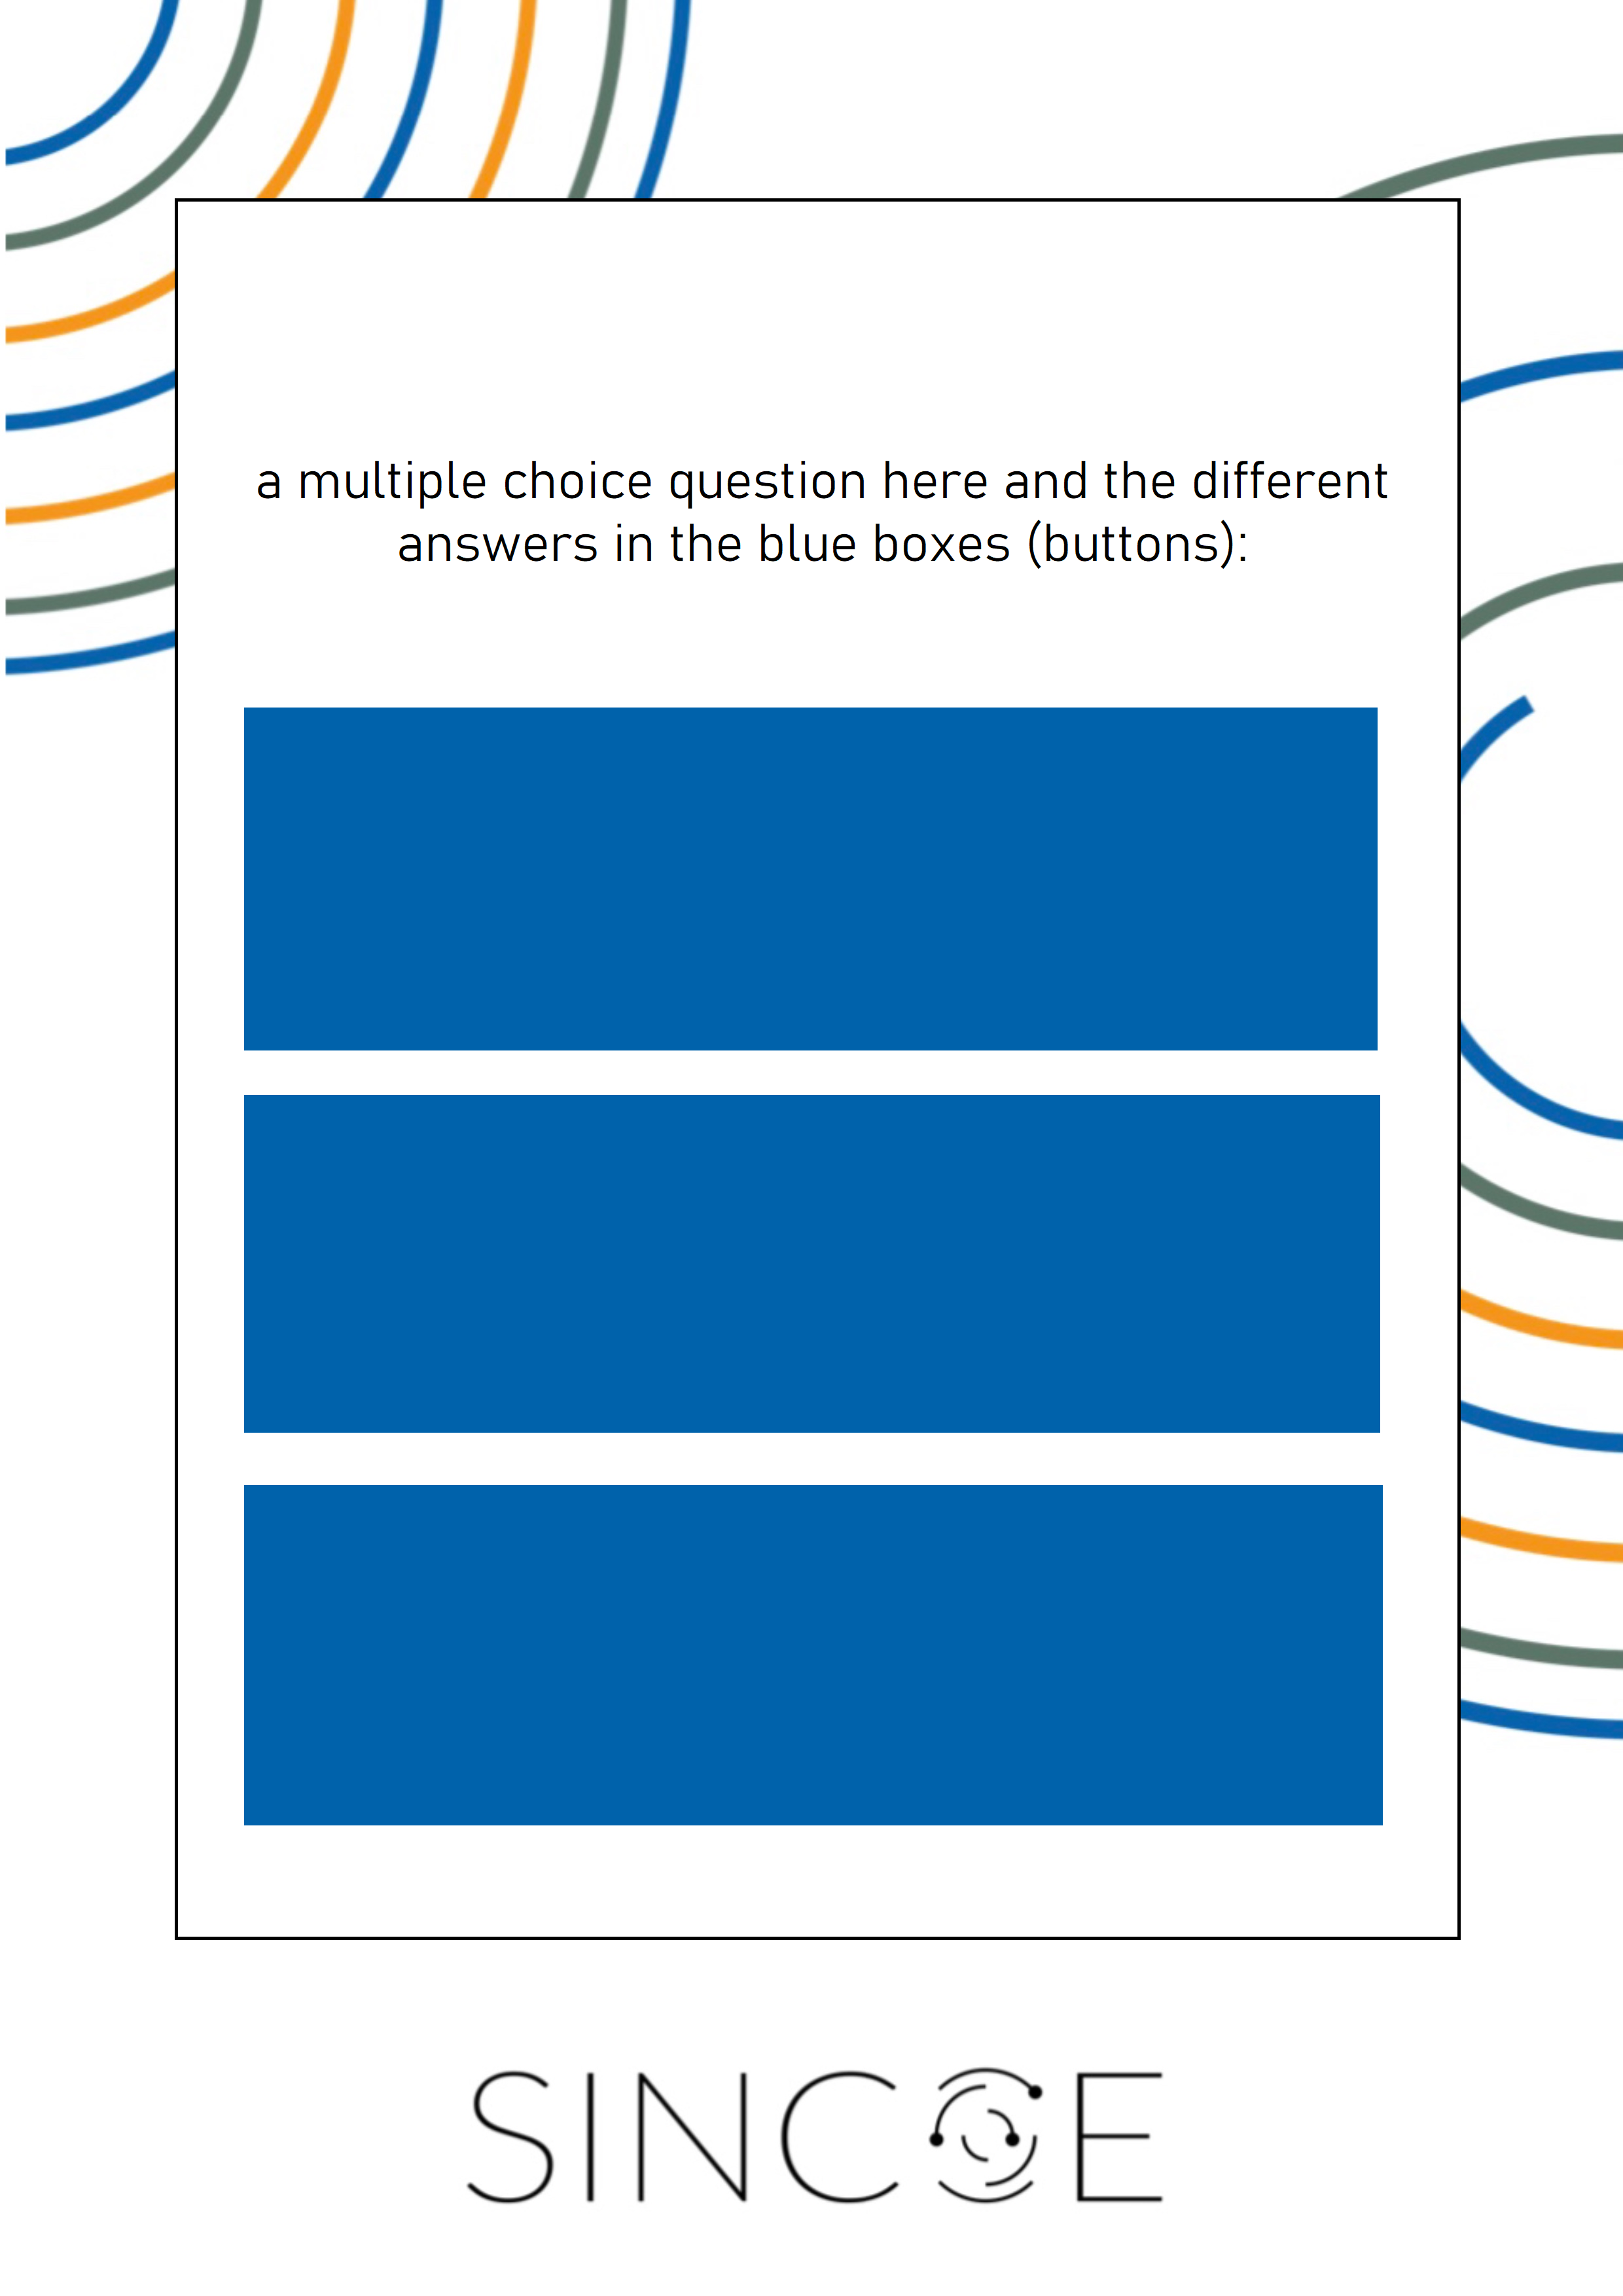 a multiple choice question here and the different
answers in the blue boxes (buttons):
SINCOE